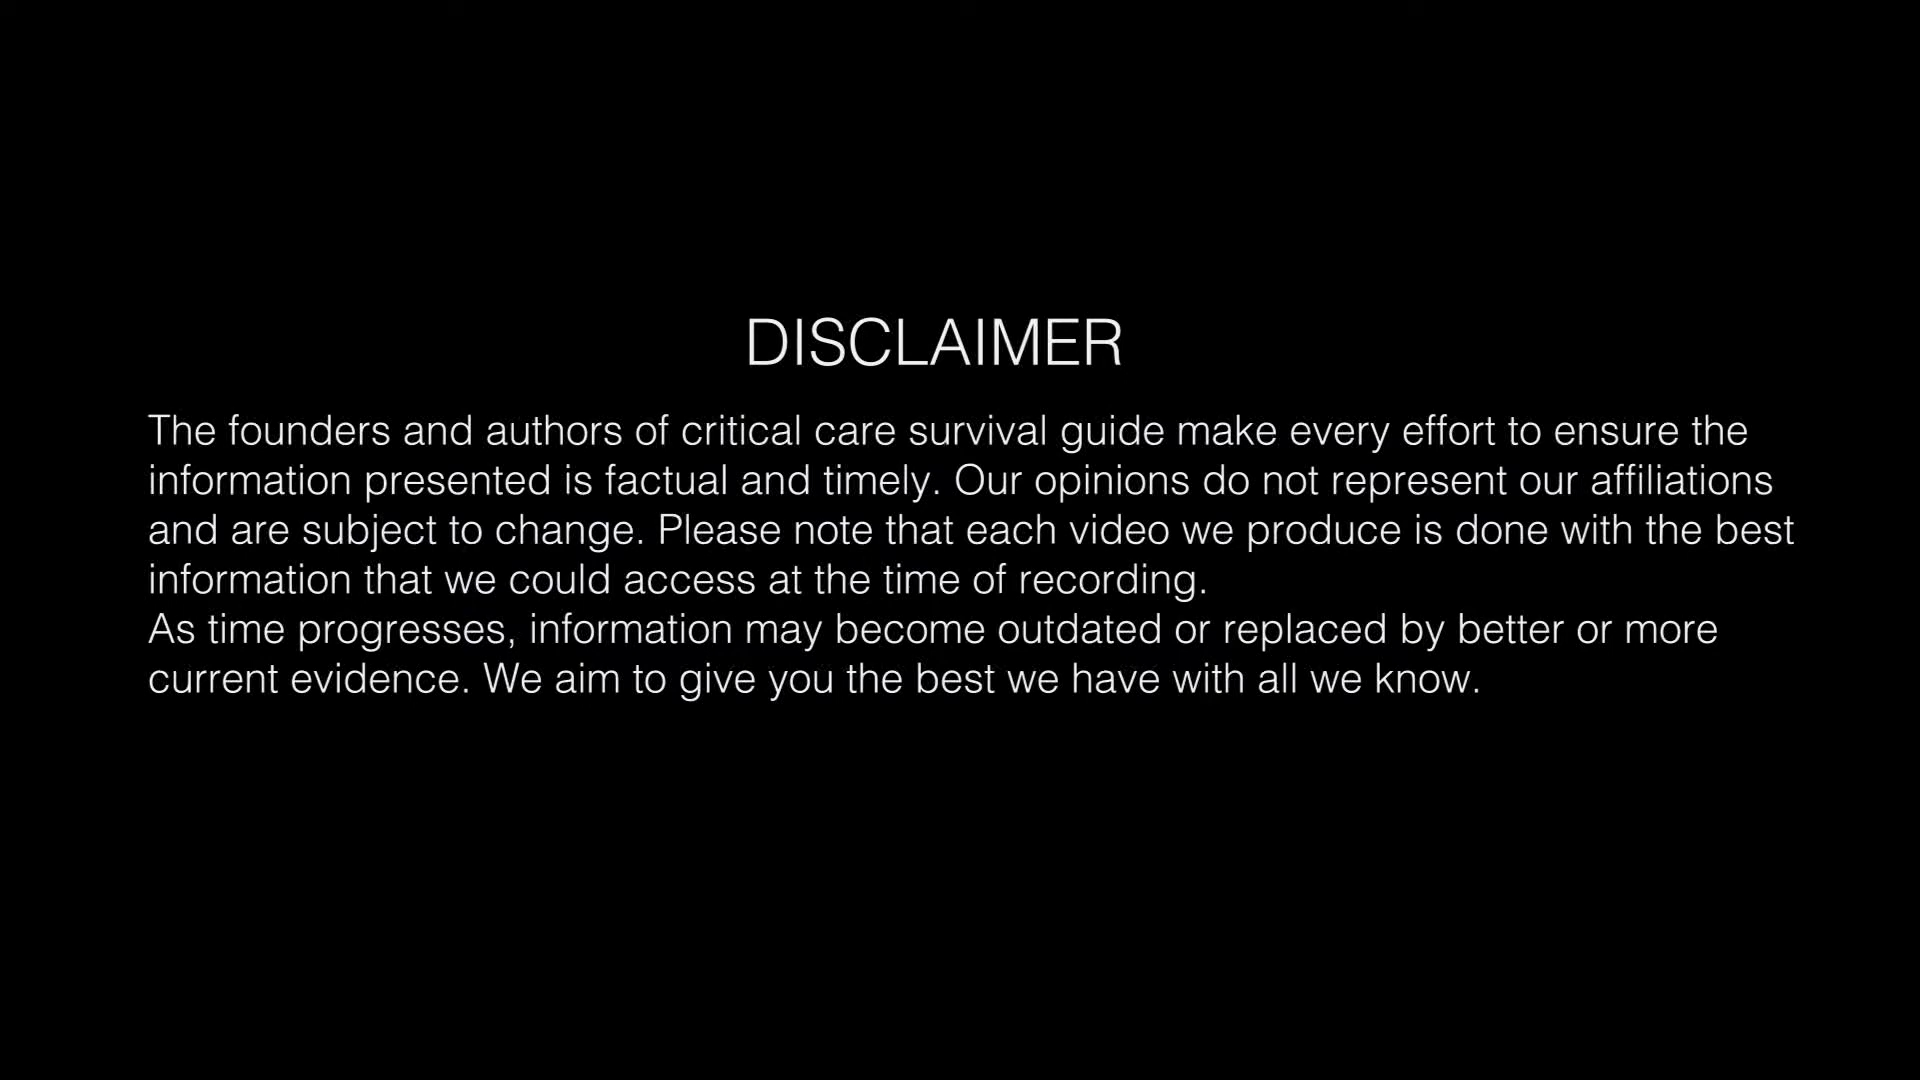 DISCLAIMER
The founders and authors of critical care survival guide make every effort to ensure the
information presented is factual and timely. Our opinions do not represent our affiliations
and are subject to change. Please note that each video we produce is done with the best
information that we could access at the time of recording.
As time progresses, information may become outdated or replaced by better or more
current evidence. We aim to give you the best we have with all we know.